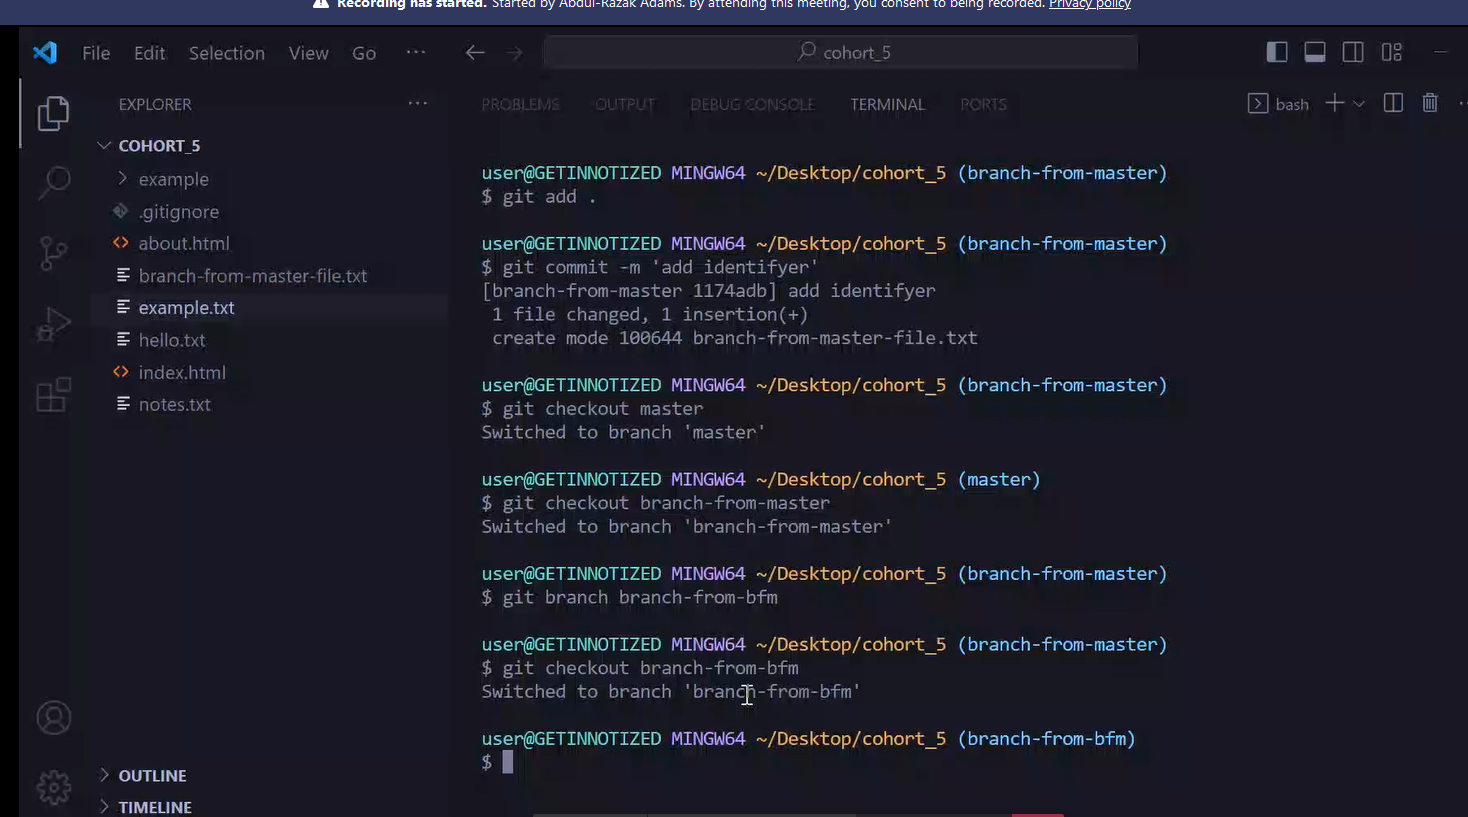 Recording has started. Started by Abdul-Razak Adams. By attending this meeting, you consent to being recorded. Privacy policy
File Edit Selection View Go ··· cohort_5
EXPLORER ···
COHORT_5
example
.gitignore
about.html
branch-from-master-file.txt
example.txt
hello.txt
index.html
notes.txt
OUTLINE
TIMELINE
PROBLEMS OUTPUT DEBUG CONSOLE TERMINAL PORTS bash
user@GETINNOTIZED MINGW64 ~/Desktop/cohort_5 (branch-from-master)
$ git add .
user@GETINNOTIZED MINGW64 ~/Desktop/cohort_5 (branch-from-master)
$ git commit -m 'add identifyer'
[branch-from-master 1174adb] add identifyer
1 file changed, 1 insertion(+)
create mode 100644 branch-from-master-file.txt
user@GETINNOTIZED MINGW64 ~/Desktop/cohort_5 (branch-from-master)
$ git checkout master
Switched to branch 'master'
user@GETINNOTIZED MINGW64 ~/Desktop/cohort_5 (master)
$ git checkout branch-from-master
Switched to branch 'branch-from-master'
user@GETINNOTIZED MINGW64 ~/Desktop/cohort_5 (branch-from-master)
$ git branch branch-from-bfm
user@GETINNOTIZED MINGW64 ~/Desktop/cohort_5 (branch-from-master)
$ git checkout branch-from-bfm
Switched to branch 'branch-from-bfm'
user@GETINNOTIZED MINGW64 ~/Desktop/cohort_5 (branch-from-bfm)
$